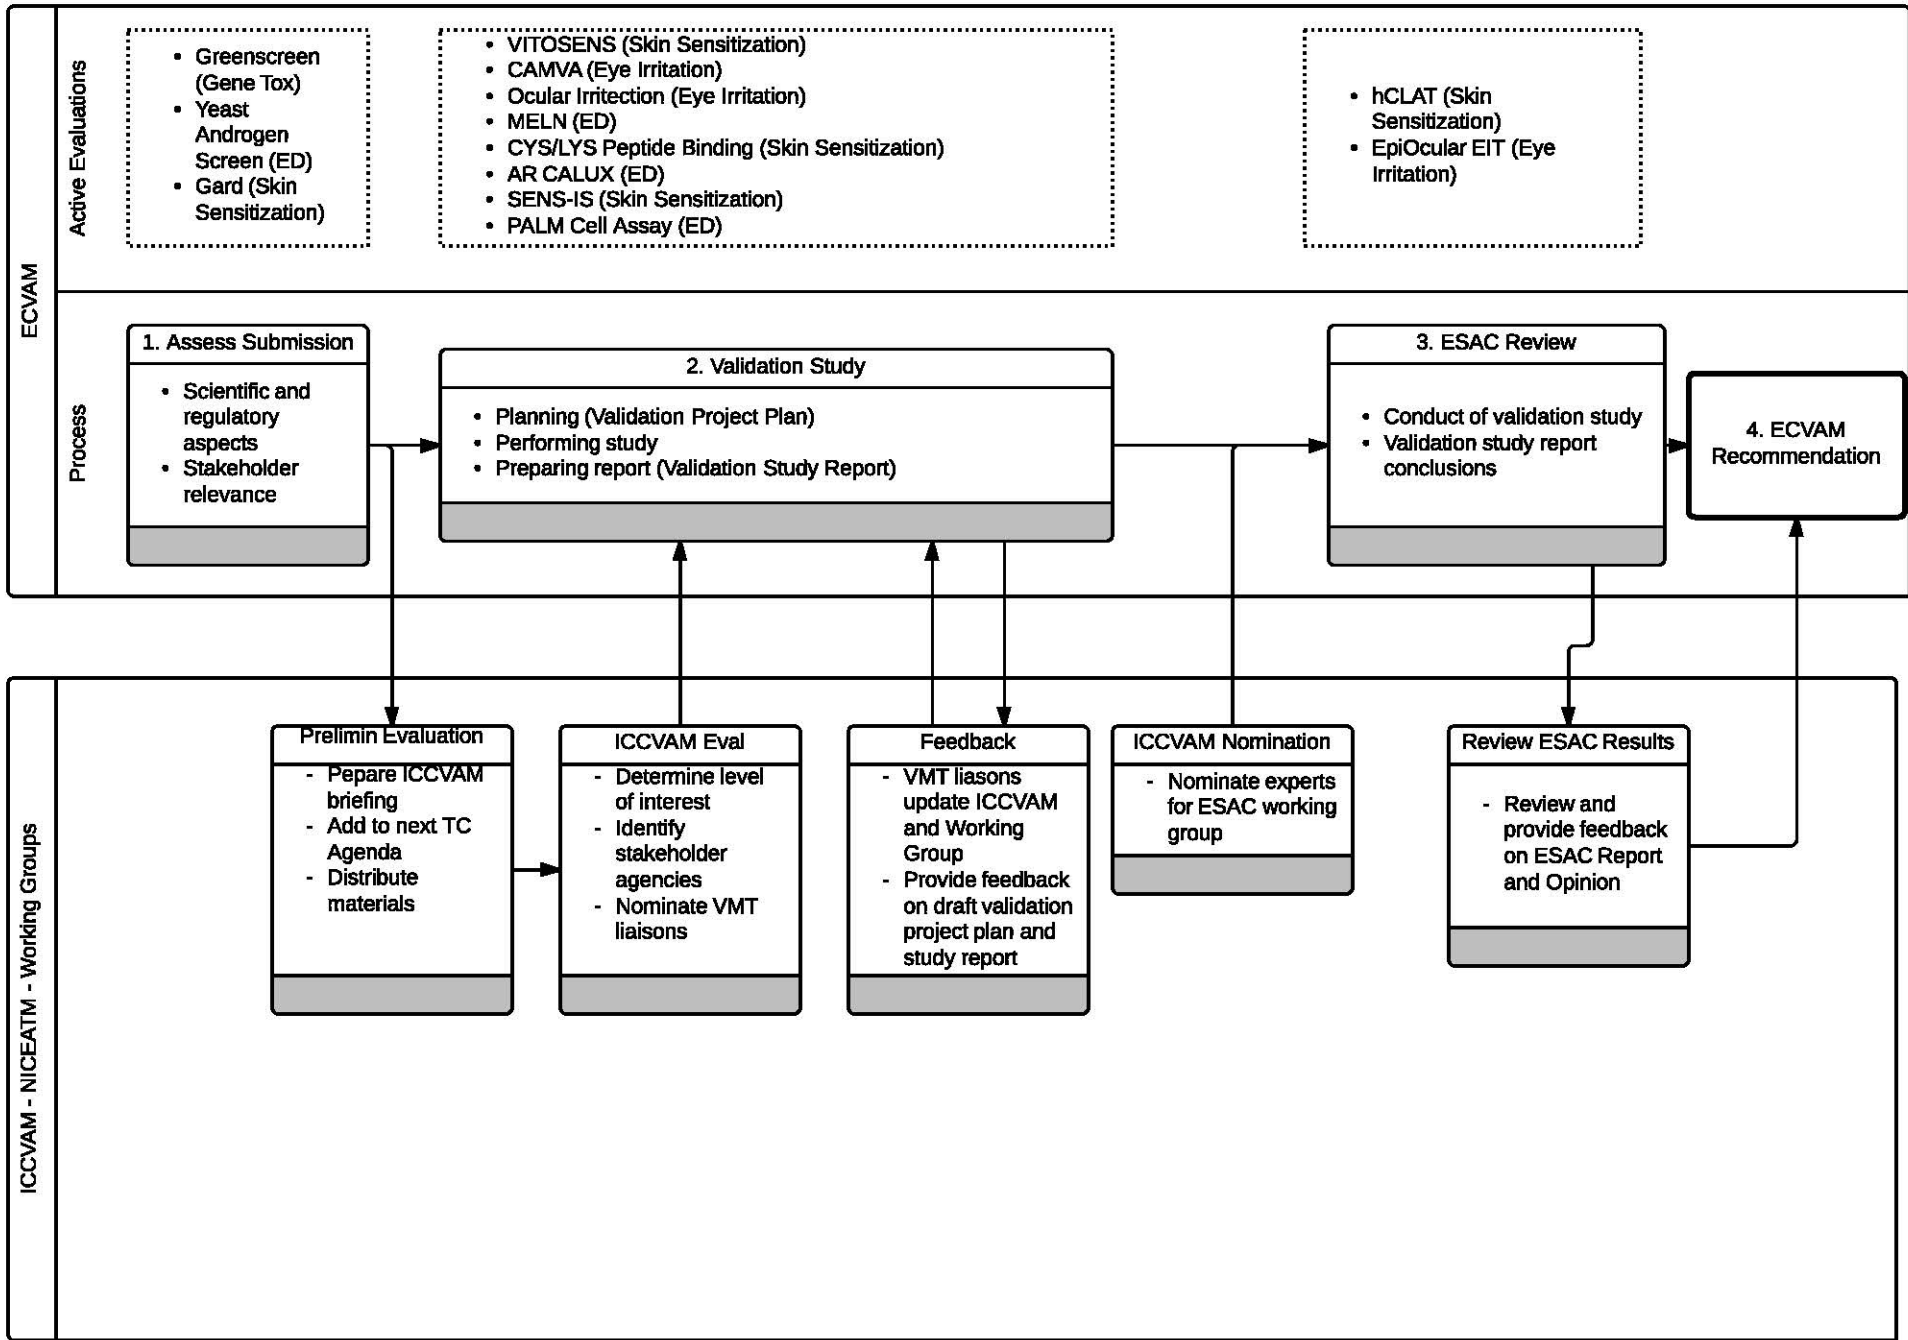 ECVAM
Active Evaluations
• Greenscreen
(Gene Tox)
• Yeast
Androgen
Screen (ED)
• Gard (Skin
Sensitization)
• VITOSENS (Skin Sensitization)
• CAMVA (Eye Irritation)
• Ocular Irritection (Eye Irritation)
• MELN (ED)
• CYS/LYS Peptide Binding (Skin Sensitization)
• AR CALUX (ED)
• SENS-IS (Skin Sensitization)
• PALM Cell Assay (ED)
• hCLAT (Skin
Sensitization)
• EpiOcular EIT (Eye
Irritation)
Process
1. Assess Submission
• Scientific and
regulatory
aspects
• Stakeholder
relevance
2. Validation Study
• Planning (Validation Project Plan)
• Performing study
• Preparing report (Validation Study Report)
3. ESAC Review
• Conduct of validation study
• Validation study report
conclusions
4. ECVAM
Recommendation
ICCVAM - NICEATM - Working Groups
Prelimin Evaluation
- Pepare ICCVAM
briefing
- Add to next TC
Agenda
- Distribute
materials
ICCVAM Eval
- Determine level
of interest
- Identify
stakeholder
agencies
- Nominate VMT
liaisons
Feedback
- VMT liasons
update ICCVAM
and Working
Group
- Provide feedback
on draft validation
project plan and
study report
ICCVAM Nomination
- Nominate experts
for ESAC working
group
Review ESAC Results
- Review and
provide feedback
on ESAC Report
and Opinion